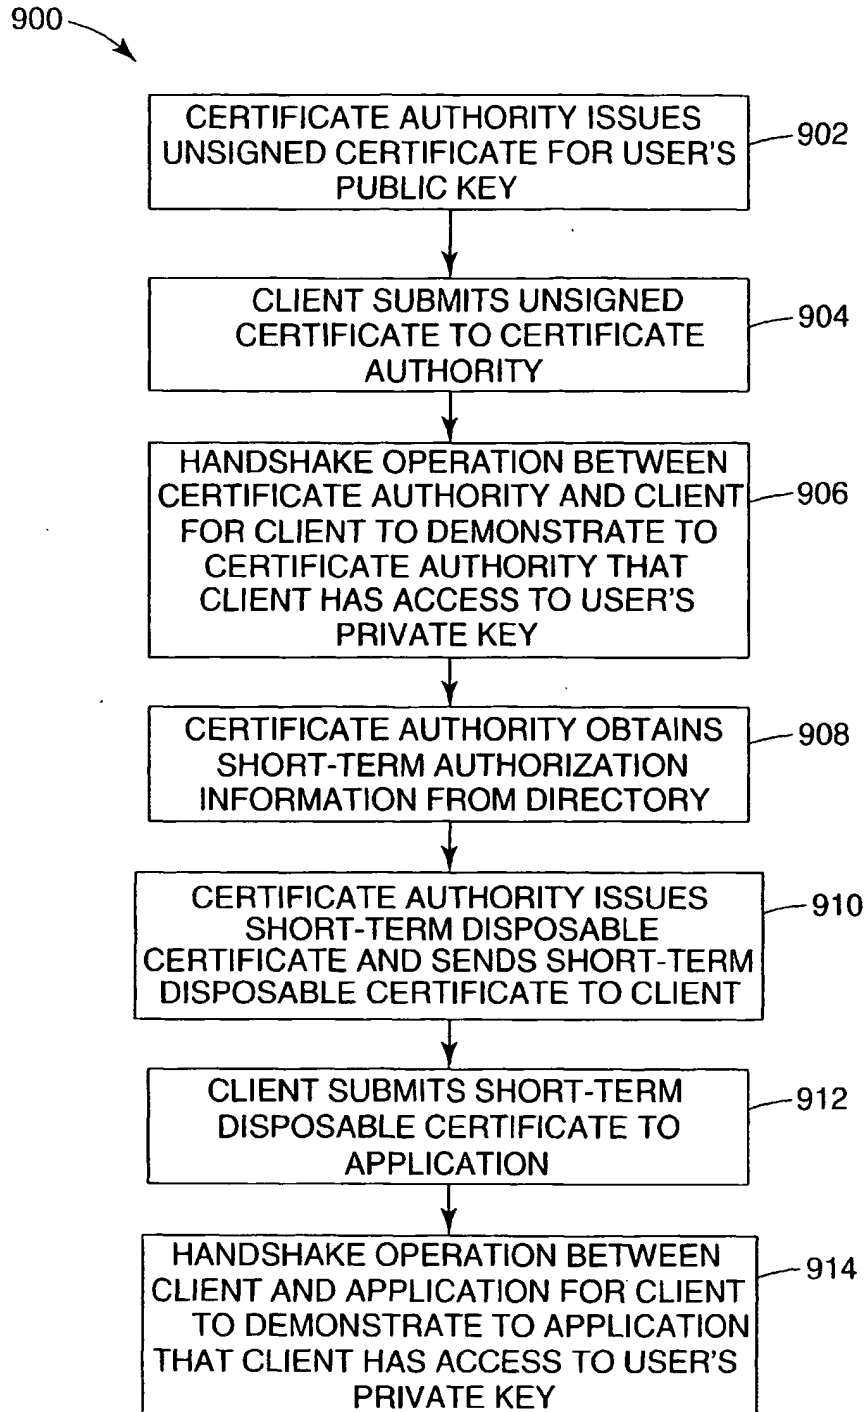 900
CERTIFICATE AUTHORITY ISSUES
UNSIGNED CERTIFICATE FOR USER'S
PUBLIC KEY
902
CLIENT SUBMITS UNSIGNED
CERTIFICATE TO CERTIFICATE
AUTHORITY
904
HANDSHAKE OPERATION BETWEEN
CERTIFICATE AUTHORITY AND CLIENT
FOR CLIENT TO DEMONSTRATE TO
CERTIFICATE AUTHORITY THAT
CLIENT HAS ACCESS TO USER'S
PRIVATE KEY
906
CERTIFICATE AUTHORITY OBTAINS
SHORT-TERM AUTHORIZATION
INFORMATION FROM DIRECTORY
908
CERTIFICATE AUTHORITY ISSUES
SHORT-TERM DISPOSABLE
CERTIFICATE AND SENDS SHORT-TERM
DISPOSABLE CERTIFICATE TO CLIENT
910
CLIENT SUBMITS SHORT-TERM
DISPOSABLE CERTIFICATE TO
APPLICATION
912
HANDSHAKE OPERATION BETWEEN
CLIENT AND APPLICATION FOR CLIENT
TO DEMONSTRATE TO APPLICATION
THAT CLIENT HAS ACCESS TO USER'S
PRIVATE KEY
914